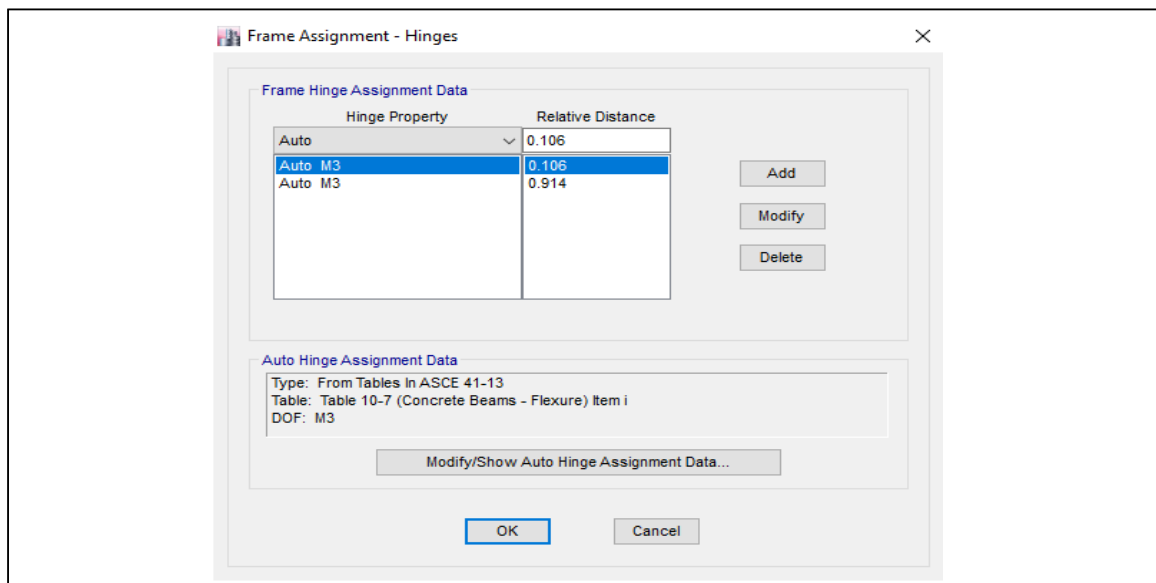 Frame Assignment - Hinges
Frame Hinge Assignment Data
Hinge Property Relative Distance
Auto 0.106
Auto M3 0.106
Auto M3 0.914
Add
Modify
Delete
Auto Hinge Assignment Data
Type: From Tables In ASCE 41-13
Table: Table 10-7 (Concrete Beams - Flexure) Item i
DOF: M3
Modify/Show Auto Hinge Assignment Data...
OK Cancel